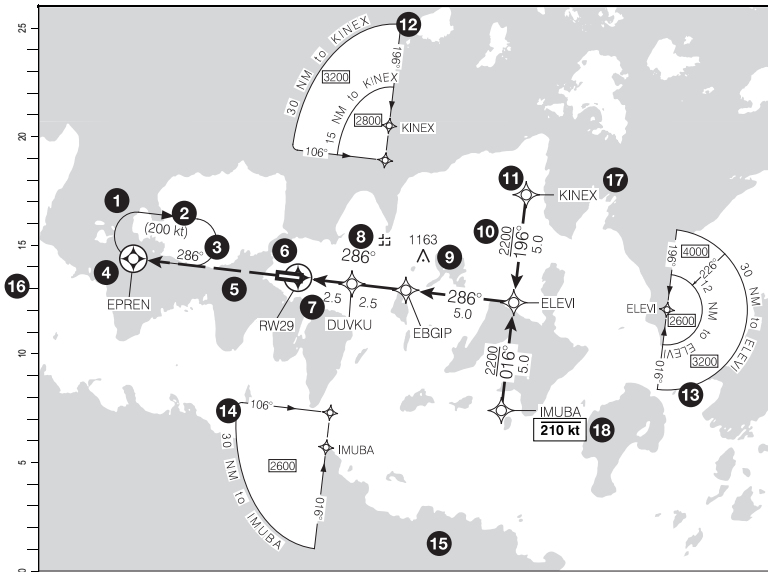 25
20
15
10
5
0
12
30 NM to KINEX
3200
15 NM to KINEX
2800
196°
KINEX
106°
1
2
(200 kt)
3
286°
4
EPREN
5
6
7
RW29
2.5
2.5
DUVKU
8
286°
1163
9
EBGIP
286°
5.0
ELEVI
10
11
KINEX
17
2200
196°
5.0
2200
016°
5.0
IMUBA
210 kt
18
4000
196°
226°
12 NM to ELEVI
ELEVI
2600
3200
016°
30 NM to ELEVI
13
14
106°
30 NM to IMUBA
2600
IMUBA
016°
15
16